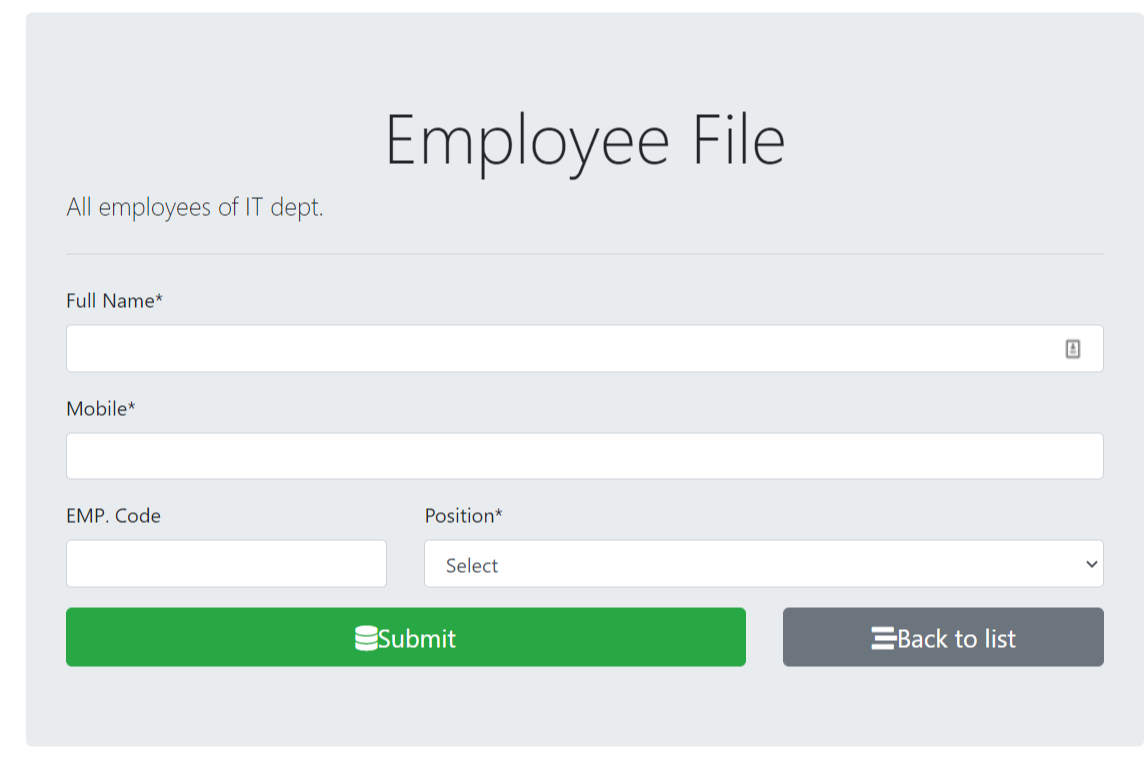 Employee File
All employees of IT dept.
Full Name*
Mobile*
EMP. Code Position*
Select
Submit Back to list